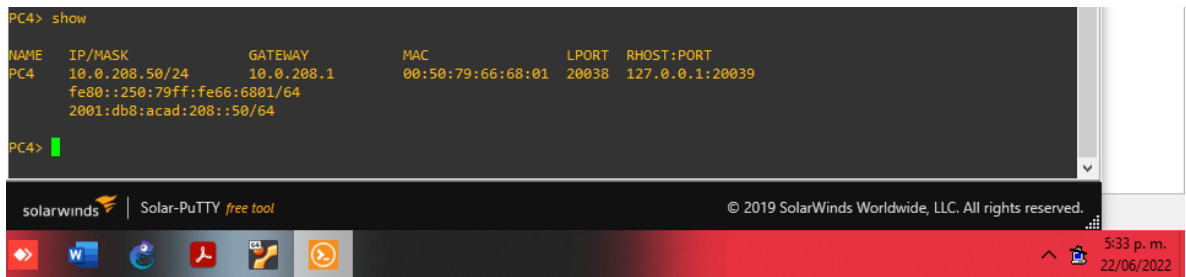 PC4> show
NAME IP/MASK GATEWAY MAC LPORT RHOST:PORT
PC4 10.0.208.50/24 10.0.208.1 00:50:79:66:68:01 20038 127.0.0.1:20039
fe80::250:79ff:fe66:6801/64
2001:db8:acad:208::50/64
PC4>
solarwinds | Solar-PuTTY free tool © 2019 SolarWinds Worldwide, LLC. All rights reserved.
W 64 5:33 p. m.
22/06/2022